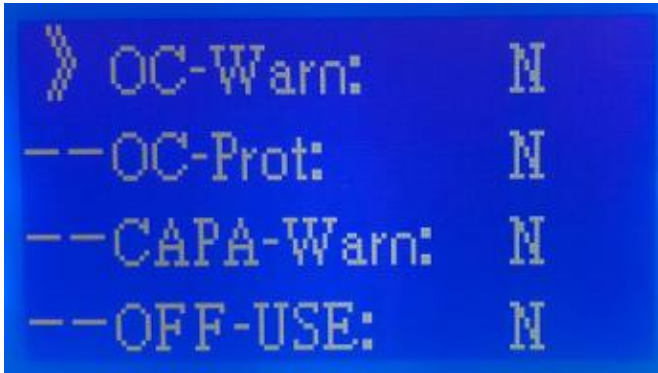 》 OC-Warn: N
--OC-Prot: N
--CAPA-Warn: N
--OFF-USE: N